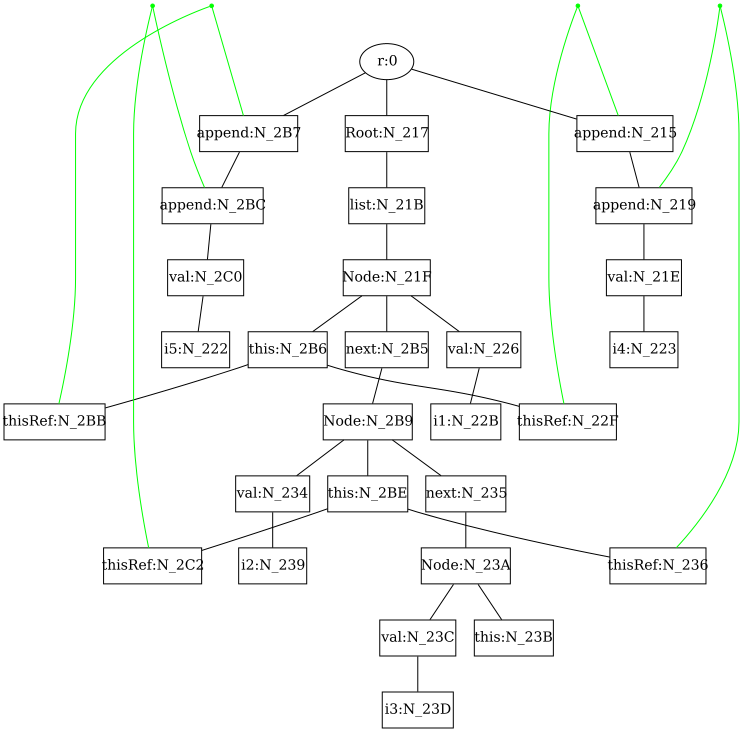 r:0
append:N_2B7
Root:N_217
append:N_215
append:N_2BC
list:N_21B
append:N_219
val:N_2C0
Node:N_21F
val:N_21E
i5:N_222
this:N_2B6
next:N_2B5
val:N_226
i4:N_223
thisRef:N_2BB
Node:N_2B9
i1:N_22B
thisRef:N_22F
val:N_234
this:N_2BE
next:N_235
thisRef:N_2C2
i2:N_239
Node:N_23A
thisRef:N_236
val:N_23C
this:N_23B
i3:N_23D